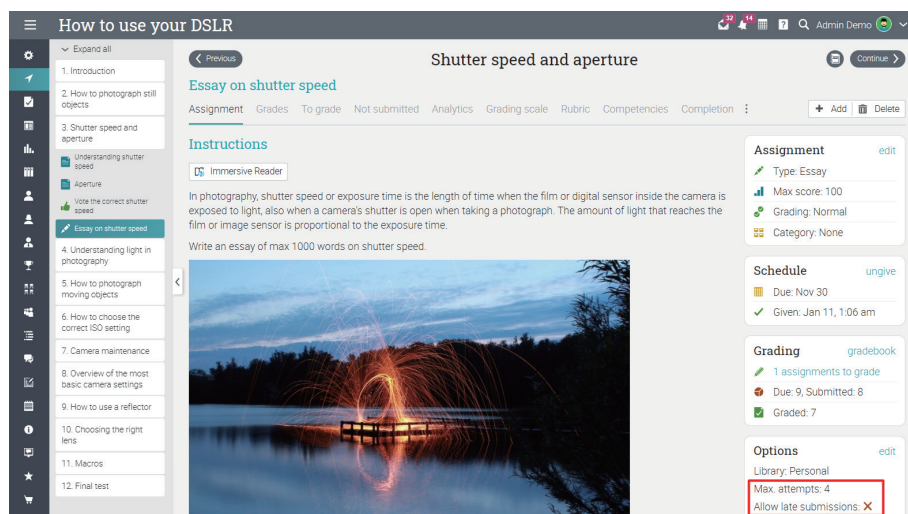 How to use your DSLR
32
14
Admin Demo
Expand all
1. Introduction
2. How to photograph still
objects
3. Shutter speed and
aperture
Understanding shutter
speed
Aperture
Vote the correct shutter
speed
Essay on shutter speed
4. Understanding light in
photography
5. How to photograph
moving objects
6. How to choose the
correct ISO setting
7. Camera maintenance
8. Overview of the most
basic camera settings
9. How to use a reflector
10. Choosing the right
lens
11. Macros
12. Final test
Previous
Shutter speed and aperture
Continue
Essay on shutter speed
Assignment Grades To grade Not submitted Analytics Grading scale Rubric Competencies Completion
Add Delete
Instructions
Immersive Reader
In photography, shutter speed or exposure time is the length of time when the film or digital sensor inside the camera is
exposed to light, also when a camera's shutter is open when taking a photograph. The amount of light that reaches the
film or image sensor is proportional to the exposure time.
Write an essay of max 1000 words on shutter speed.
Assignment edit
Type: Essay
Max score: 100
Grading: Normal
Category: None
Schedule ungive
Due: Nov 30
Given: Jan 11, 1:06 am
Grading gradebook
1 assignments to grade
Due: 9, Submitted: 8
Graded: 7
Options edit
Library: Personal
Max. attempts: 4
Allow late submissions: